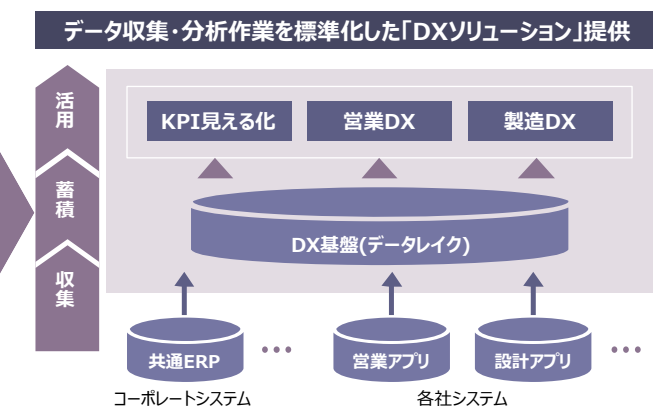 データ収集・分析作業を標準化した「DXソリューション」提供
活用
KPI見える化
営業DX
製造DX
蓄積
DX基盤(データレイク)
収集
共通ERP
・・・
営業アプリ
設計アプリ
・・・
コーポレートシステム
各社システム